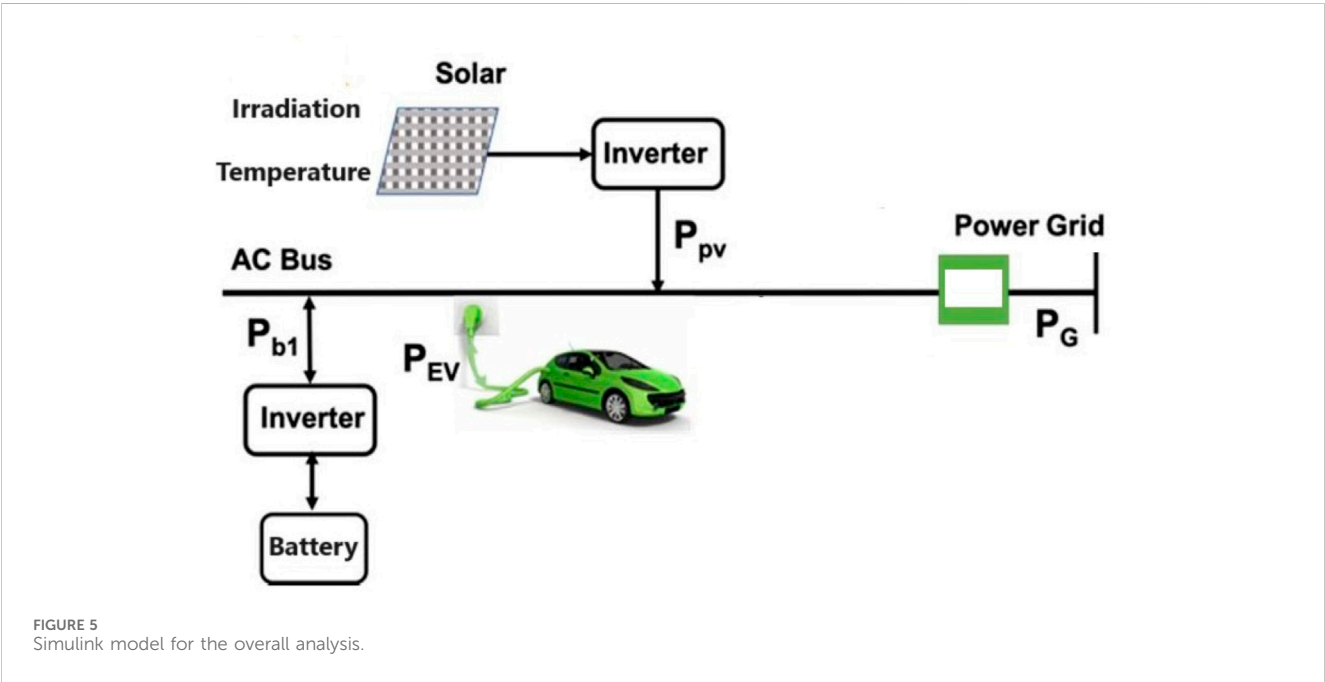 Solar
Irradiation
Temperature
Inverter
Ppv
Power Grid
AC Bus
PG
Pb1
PEV
Inverter
Battery
FIGURE 5
Simulink model for the overall analysis.